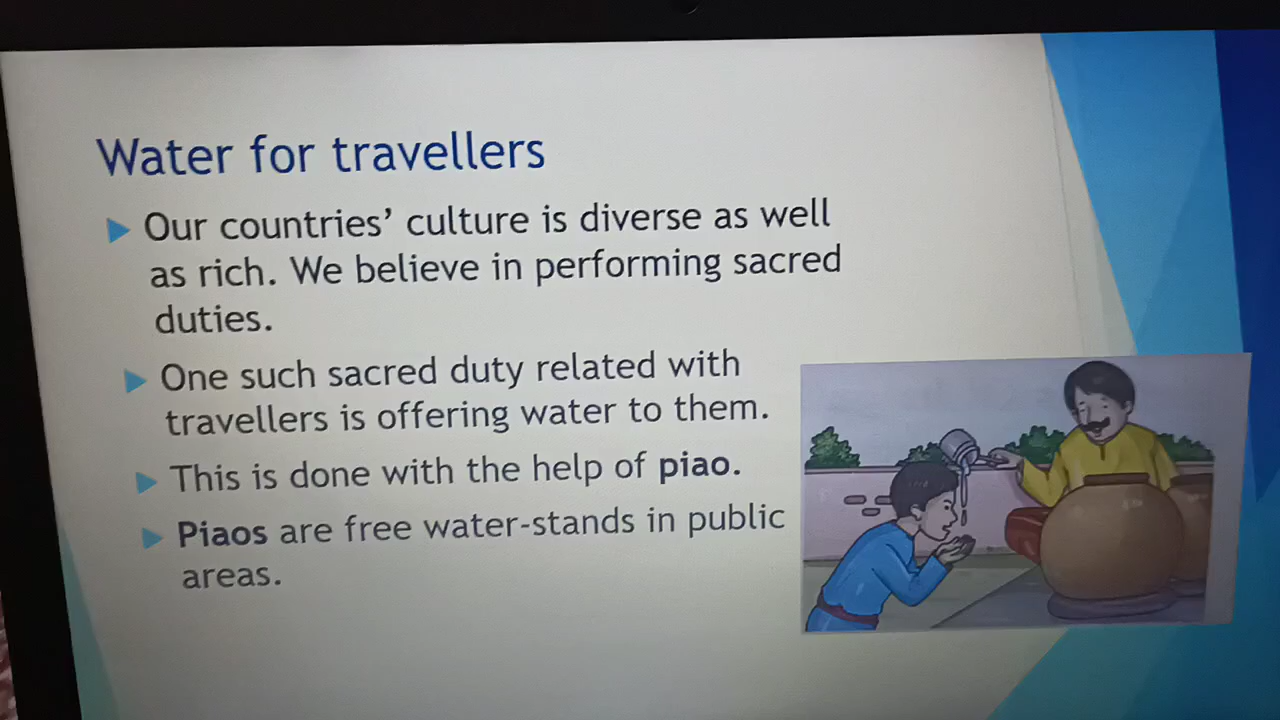 Water for travellers
Our countries' culture is diverse as well
as rich. We believe in performing sacred
duties.
One such sacred duty related with
travellers is offering water to them.
This is done with the help of piao.
Piaos are free water-stands in public
areas.